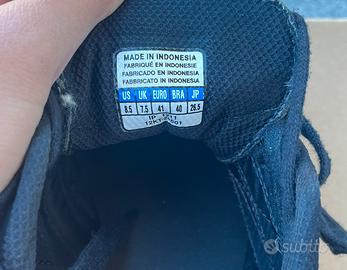 MADE IN INDONESIA
FABRIQUÉ EN INDONESIE
FABRICADO EN INDONESIA
FABBRICATO IN INDONESIA
US UK EURO BRA JP
8.5 7.5 41 40 26.5
subito